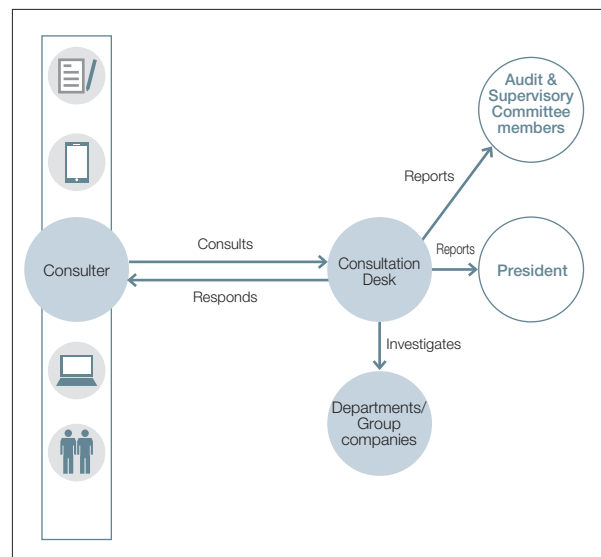 Audit &
Supervisory
Committee
members
Reports
Consults
Reports
Consulter
Consultation
Desk
President
Responds
Investigates
Departments/
Group
companies